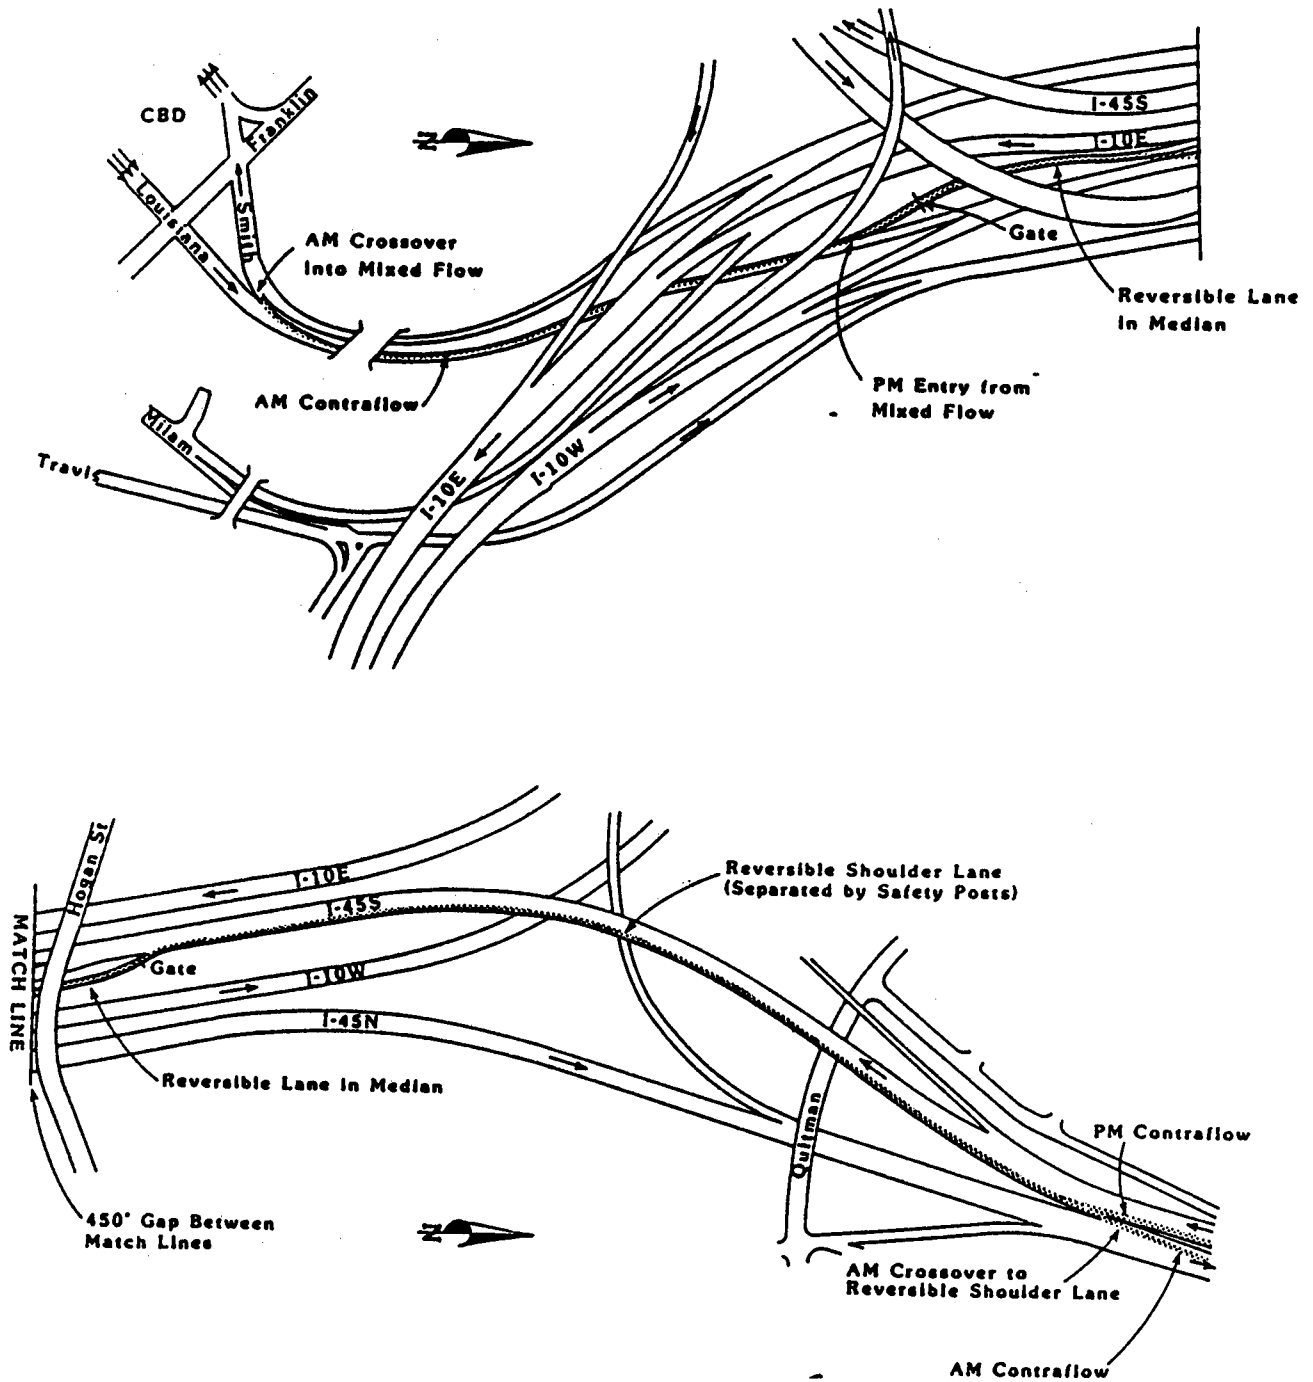 CBD
Franklin
N
I-45S
I-10E
Louisiana
Smith
AM Crossover
into Mixed Flow
Gate
Reversible Lane
in Median
AM Contraflow
PM Entry from
Mixed Flow
Milam
Travis
I-10E
I-10W
Hogan St
I-10E
I-45S
Reversible Shoulder Lane
(Separated by Safety Posts)
MATCH LINE
Gate
I-10W
I-45N
Reversible Lane in Median
Quitman
PM Contraflow
450' Gap Between
Match Lines
N
AM Crossover to
Reversible Shoulder Lane
AM Contraflow